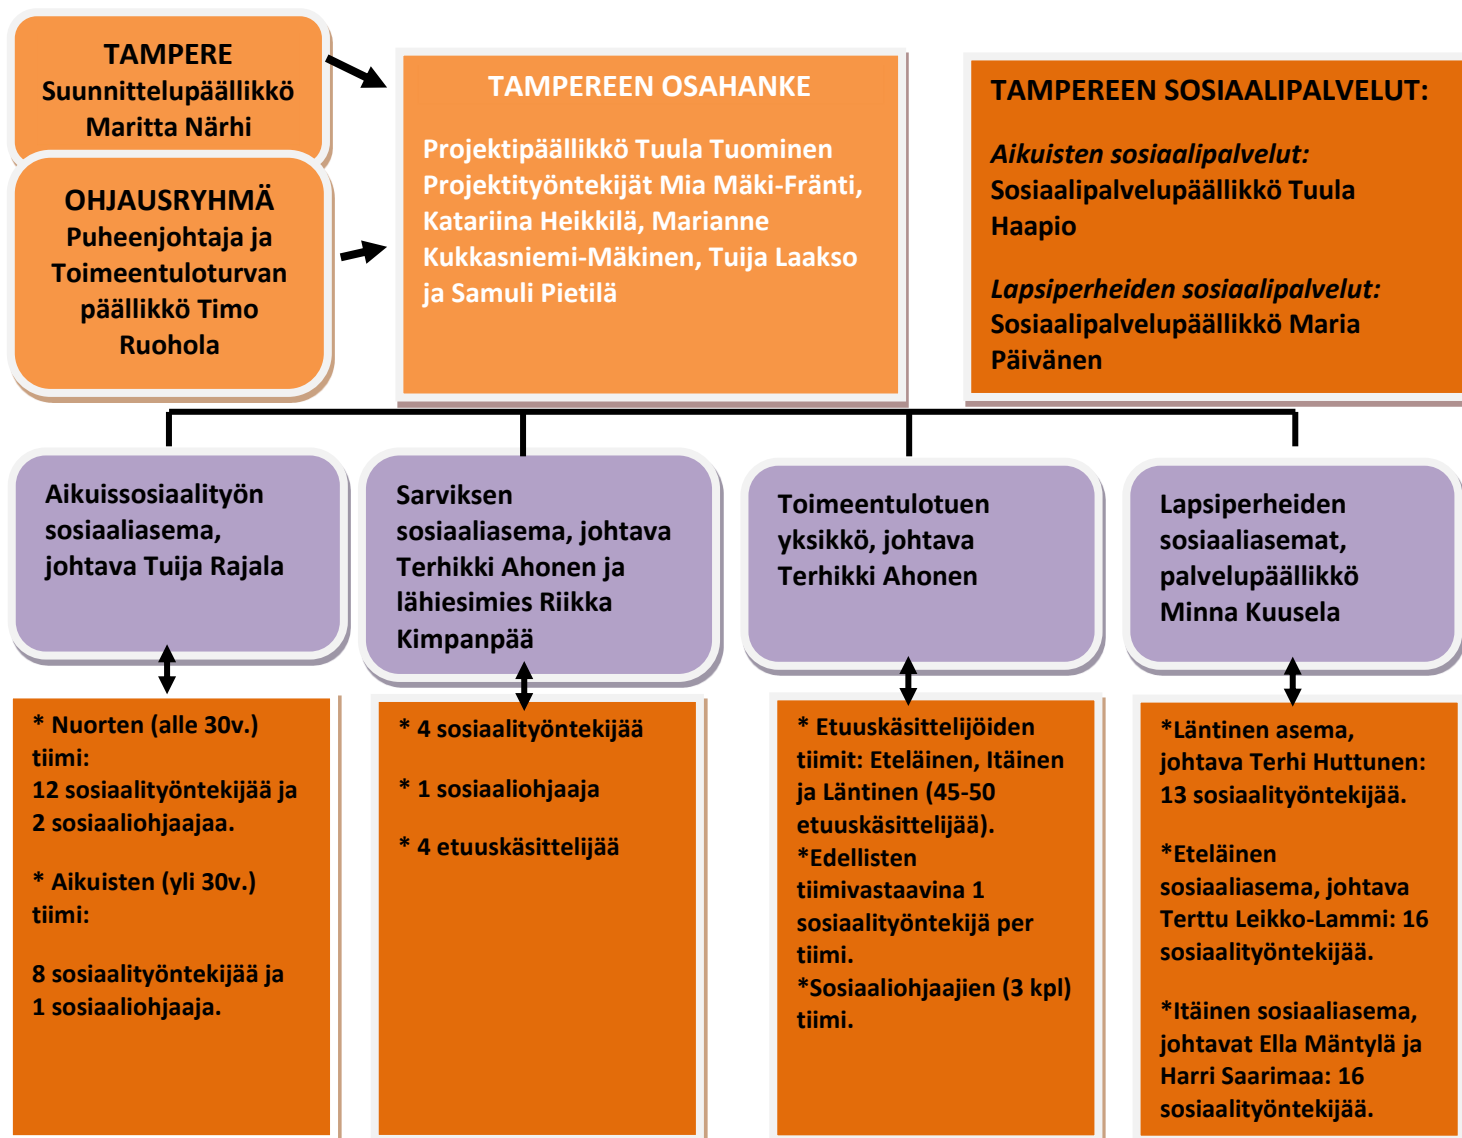 TAMPERE
Suunnittelupäällikkö
Maritta Närhi
OHJAUSRYHMÄ
Puheenjohtaja ja
Toimeentuloturvan
päällikkö Timo
Ruohola
TAMPEREEN OSAHANKE
Projektipäällikkö Tuula Tuominen
Projektityöntekijät Mia Mäki-Fränti,
Katariina Heikkilä, Marianne
Kukkasniemi-Mäkinen, Tuija Laakso
ja Samuli Pietilä
TAMPEREEN SOSIAALIPALVELUT:
Aikuisten sosiaalipalvelut:
Sosiaalipalvelupäällikkö Tuula
Haapio
Lapsiperheiden sosiaalipalvelut:
Sosiaalipalvelupäällikkö Maria
Päivänen
Aikuissosiaalityön
sosiaaliasema,
johtava Tuija Rajala
Sarviksen
sosiaaliasema, johtava
Terhikki Ahonen ja
lähiesimies Riikka
Kimpanpää
Toimeentulotuen
yksikkö, johtava
Terhikki Ahonen
Lapsiperheiden
sosiaaliasemat,
palvelupäällikkö
Minna Kuusela
* Nuorten (alle 30v.)
tiimi:
12 sosiaalityöntekijää ja
2 sosiaaliohjaajaa.
* Aikuisten (yli 30v.)
tiimi:
8 sosiaalityöntekijää ja
1 sosiaaliohjaaja.
* 4 sosiaalityöntekijää
* 1 sosiaaliohjaaja
* 4 etuuskäsittelijää
* Etuuskäsittelijöiden
tiimit: Eteläinen, Itäinen
ja Läntinen (45-50
etuuskäsittelijää).
*Edellisten
tiimivastaavina 1
sosiaalityöntekijä per
tiimi.
*Sosiaaliohjaajien (3 kpl)
tiimi.
*Läntinen asema,
johtava Terhi Huttunen:
13 sosiaalityöntekijää.
*Eteläinen
sosiaaliasema, johtava
Terttu Leikko-Lammi: 16
sosiaalityöntekijää.
*Itäinen sosiaaliasema,
johtavat Ella Mäntylä ja
Harri Saarimaa: 16
sosiaalityöntekijää.